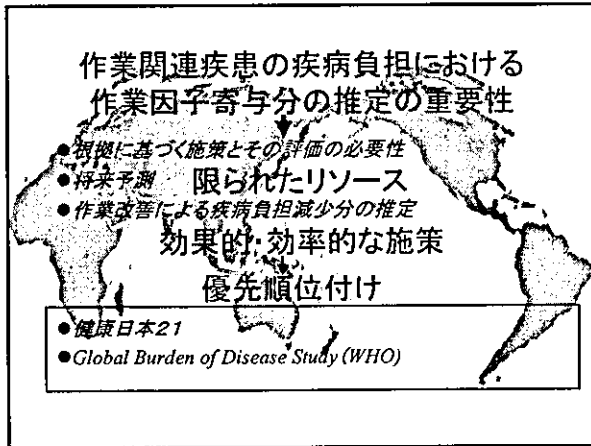 作業関連疾患の疾病負担における
作業因子寄与分の推定の重要性
●根拠に基づく施策とその評価の必要性
●将来予測 限られたリソース
●作業改善による疾病負担減少分の推定
効果的・効率的な施策
優先順位付け
●健康日本21
●Global Burden of Disease Study (WHO)